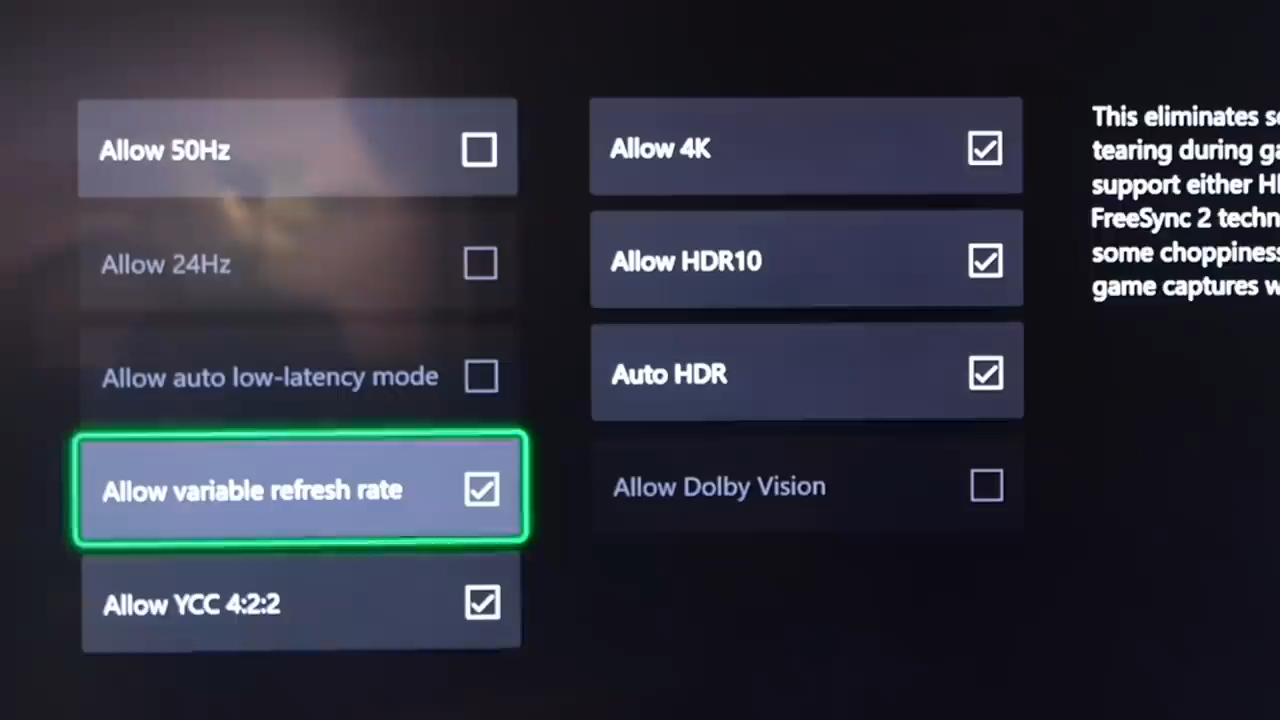 Allow 50Hz
Allow 24Hz
Allow auto low-latency mode
Allow variable refresh rate
Allow YCC 4:2:2
Allow 4K
Allow HDR10
Auto HDR
Allow Dolby Vision
This eliminates
tearing during
support either
FreeSync 2
some choppiness
game captures